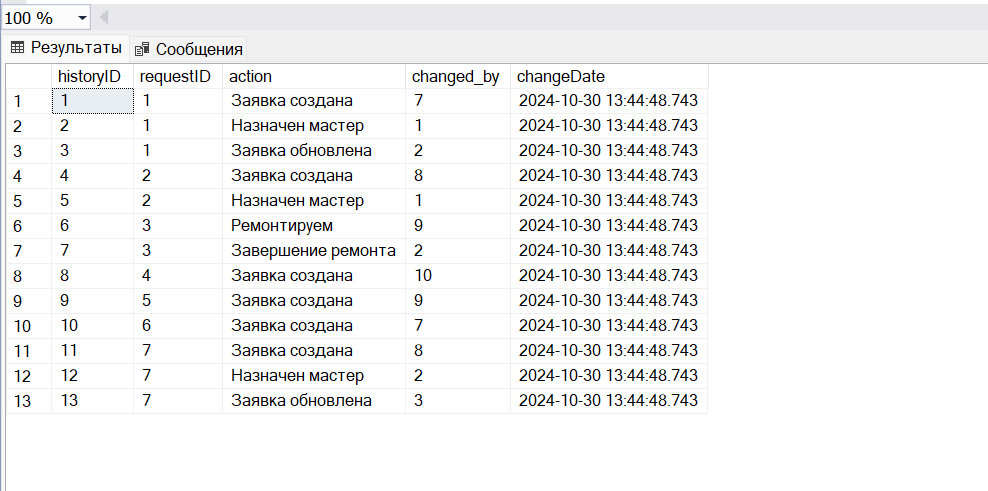 100 %
Результаты Сообщения
historyID requestID action changed_by changeDate
1 1 1 Заявка создана 7 2024-10-30 13:44:48.743
2 2 1 Назначен мастер 1 2024-10-30 13:44:48.743
3 3 1 Заявка обновлена 2 2024-10-30 13:44:48.743
4 4 2 Заявка создана 8 2024-10-30 13:44:48.743
5 5 2 Назначен мастер 1 2024-10-30 13:44:48.743
6 6 3 Ремонтируем 9 2024-10-30 13:44:48.743
7 7 3 Завершение ремонта 2 2024-10-30 13:44:48.743
8 8 4 Заявка создана 10 2024-10-30 13:44:48.743
9 9 5 Заявка создана 9 2024-10-30 13:44:48.743
10 10 6 Заявка создана 7 2024-10-30 13:44:48.743
11 11 7 Заявка создана 8 2024-10-30 13:44:48.743
12 12 7 Назначен мастер 2 2024-10-30 13:44:48.743
13 13 7 Заявка обновлена 3 2024-10-30 13:44:48.743